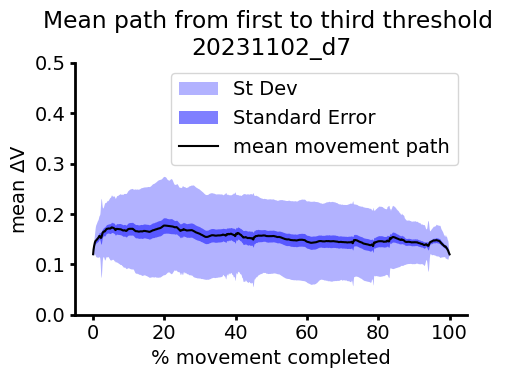 Mean path from first to third threshold
20231102_d7
0.5
0.4
0.3
0.2
0.1
0.0
mean ΔV
St Dev
Standard Error
mean movement path
0 20 40 60 80 100
% movement completed